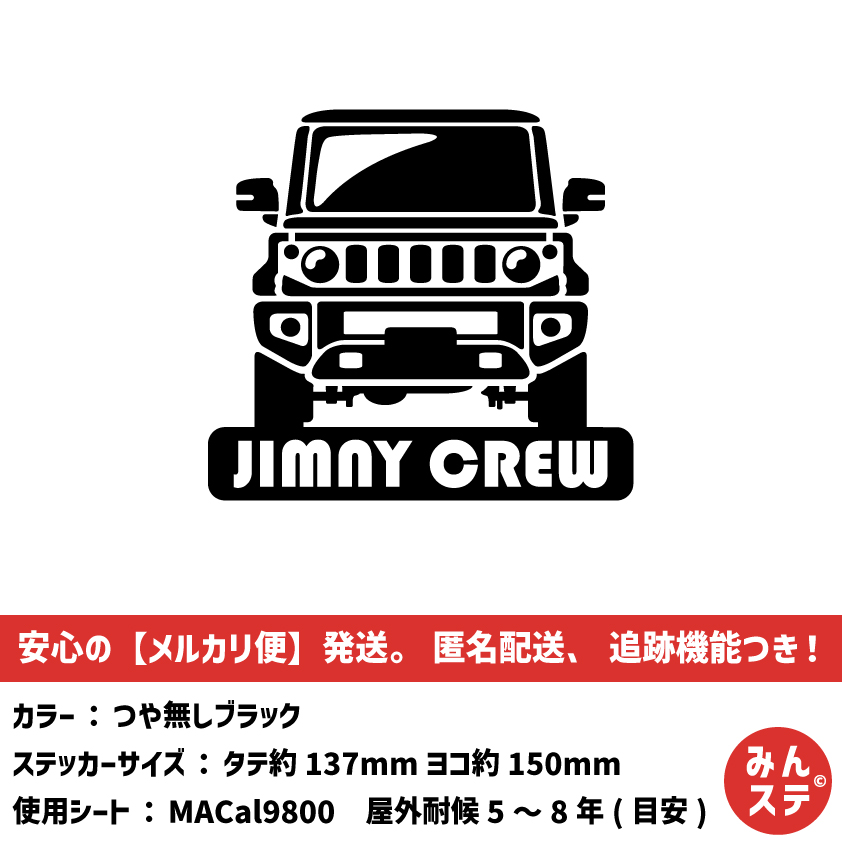 JIMNY CREW
安心の【メルカリ便】発送。 匿名配送、 追跡機能つき!
カラー : つや無しブラック
ステッカーサイズ : タテ約 137mm ヨコ約 150mm
使用シート : MACal9800 屋外耐候 5 〜 8 年 ( 目安 )
みん
ステ©